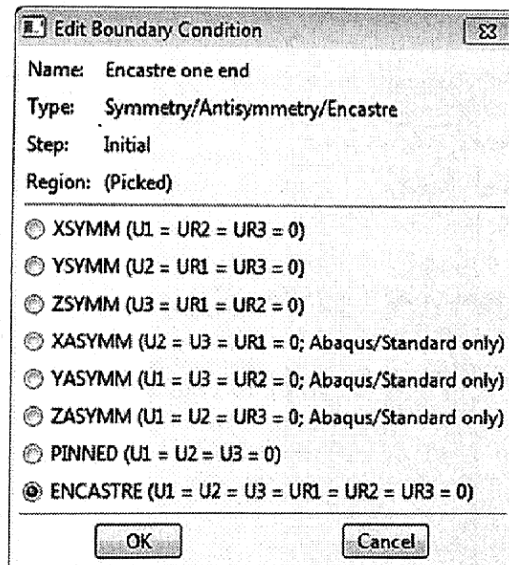 Edit Boundary Condition
Name: Encastre one end
Type: Symmetry/Antisymmetry/Encastre
Step: Initial
Region: (Picked)
XSYMM (U1 = UR2 = UR3 = 0)
YSYMM (U2 = UR1 = UR3 = 0)
ZSYMM (U3 = UR1 = UR2 = 0)
XASYMM (U2 = U3 = UR1 = 0; Abaqus/Standard only)
YASYMM (U1 = U3 = UR2 = 0; Abaqus/Standard only)
ZASYMM (U1 = U2 = UR3 = 0; Abaqus/Standard only)
PINNED (U1 = U2 = U3 = 0)
ENCASTRE (U1 = U2 = U3 = UR1 = UR2 = UR3 = 0)
OK Cancel